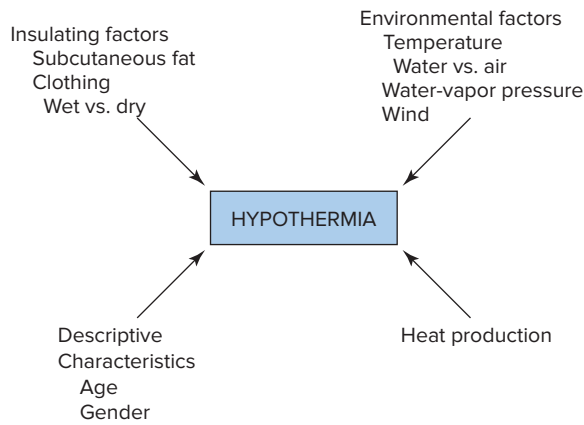 Insulating factors
Subcutaneous fat
Clothing
Wet vs. dry
Environmental factors
Temperature
Water vs. air
Water-vapor pressure
Wind
HYPOTHERMIA
Descriptive
Characteristics
Age
Gender
Heat production